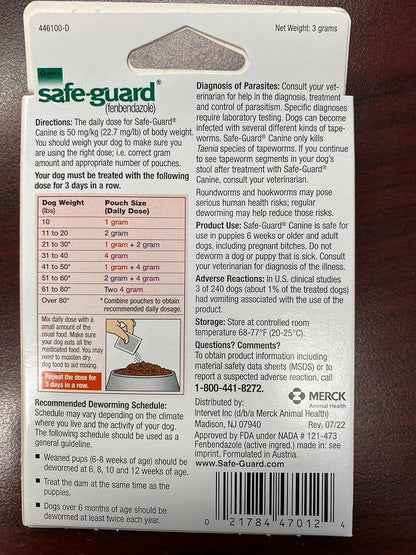 446100-D
Net Weight: 3 grams
MERCK
Animal Health
safe-guard®
(fenbendazole)
Directions: The daily dose for Safe-Guard®
Canine is 50 mg/kg (22.7 mg/lb) of body weight.
You should weigh your dog to make sure you
are using the right dose; i.e. correct gram
amount and appropriate number of pouches.
Your dog must be treated with the following
dose for 3 days in a row.
Dog Weight Pouch Size
(lbs) (Daily Dose)
10 1 gram
11 to 20 2 gram
21 to 30* 1 gram + 2 gram
31 to 40 4 gram
41 to 50* 1 gram + 4 gram
51 to 60* 2 gram + 4 gram
61 to 80* Two 4 gram
Over 80* * Combine pouches to obtain
recommended daily dosage.
Mix daily dose with a
small amount of the
usual food. Make sure
your dog eats all the
medicated food. You
may need to moisten dry
dog food to aid mixing.
Repeat the dose for
3 days in a row.
Recommended Deworming Schedule:
Schedule may vary depending on the climate
where you live and the activity of your dog.
The following schedule should be used as a
general guideline.
▪ Weaned pups (6-8 weeks of age) should be
dewormed at 6, 8, 10 and 12 weeks of age.
▪ Treat the dam at the same time as the
puppies.
▪ Dogs over 6 months of age should be
dewormed at least twice each year.
Diagnosis of Parasites: Consult your vet-
erinarian for help in the diagnosis, treatment
and control of parasitism. Specific diagnoses
require laboratory testing. Dogs can become
infected with several different kinds of tape-
worms. Safe-Guard® Canine only kills
Taenia species of tapeworms. If you continue
to see tapeworm segments in your dog's
stool after treatment with Safe-Guard®
Canine, consult your veterinarian.
Roundworms and hookworms may pose
serious human health risks; regular
deworming may help reduce those risks.
Product Use: Safe-Guard® Canine is safe for
use in puppies 6 weeks or older and adult
dogs, including pregnant bitches. Do not
deworm a dog or puppy that is sick. Consult
your veterinarian for diagnosis of the illness.
Adverse Reactions: In U.S. clinical studies
3 of 240 dogs (about 1% of the treated dogs)
had vomiting associated with the use of the
product.
Storage: Store at controlled room
temperature 68-77°F (20-25°C).
Questions? Comments?
To obtain product information including
material safety data sheets (MSDS) or to
report a suspected adverse reaction, call
1-800-441-8272.
Distributed by:
Intervet Inc (d/b/a Merck Animal Health)
Madison, NJ 07940 Rev. 07/22
MERCK
Animal Health
Approved by FDA under NADA # 121-473
Fenbendazole (active ingred.) made in: see
imprint. Formulated in Austria.
www.Safe-Guard.com
0 21784 47012 4